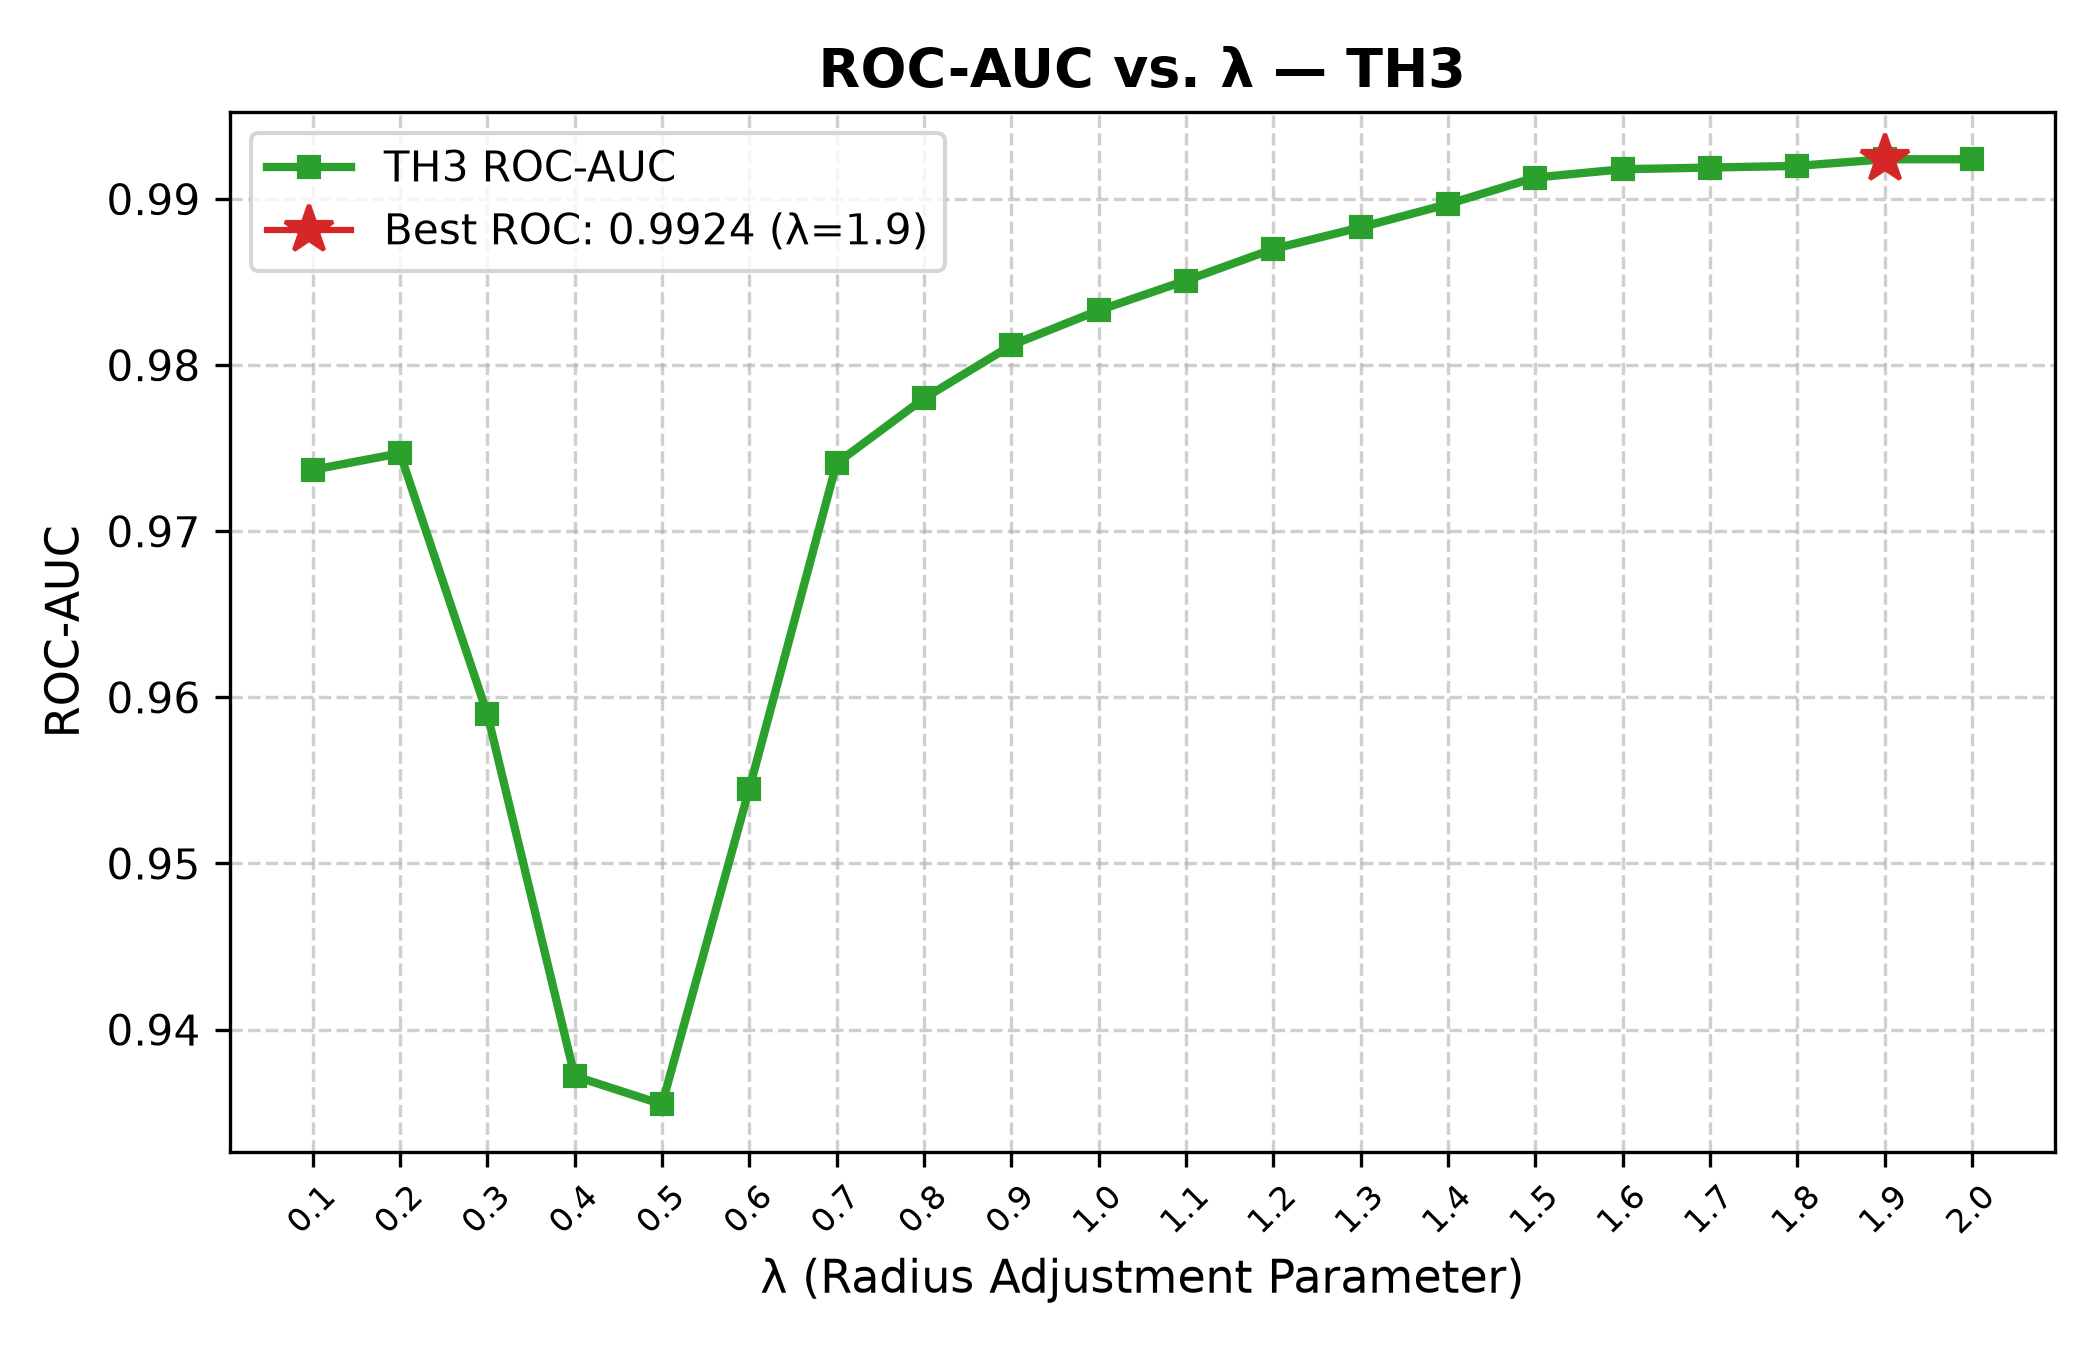 ROC-AUC vs. λ — TH3
TH3 ROC-AUC
Best ROC: 0.9924 (λ=1.9)
ROC-AUC
0.99
0.98
0.97
0.96
0.95
0.94
0.1 0.2 0.3 0.4 0.5 0.6 0.7 0.8 0.9 1.0 1.1 1.2 1.3 1.4 1.5 1.6 1.7 1.8 1.9 2.0
λ (Radius Adjustment Parameter)